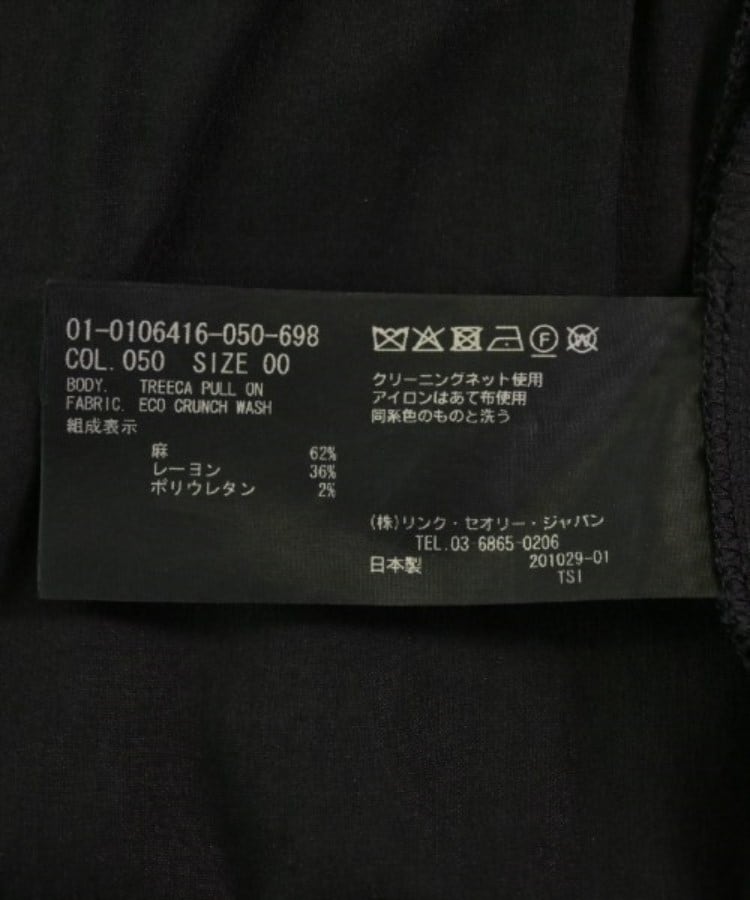 01-0106416-050-698
COL. 050 SIZE 00
BODY. TREECA PULL ON
FABRIC. ECO CRUNCH WASH
組成表示
麻 62%
レーヨン 36%
ポリウレタン 2%
F W
クリーニングネット使用
アイロンはあて布使用
同系色のものと洗う
(株)リンク・セオリー・ジャパン
TEL.03-6865-0206
日本製 201029-01
TSI